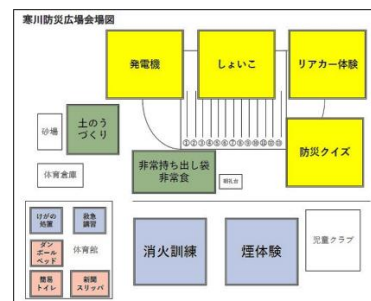 寒川防災広場会場図
発電機
しょいこ
リアカー体験
土のう
づくり
砂場
①②③④⑤⑥⑦⑧⑨⑩⑪⑫⑬
防災クイズ
体育倉庫
非常持ち出し袋
非常食
朝礼台
けがの
処置
救急
講習
ダン
ボール
ベッド
体育館
簡易
トイレ
新聞
スリッパ
消火訓練
煙体験
児童クラブ